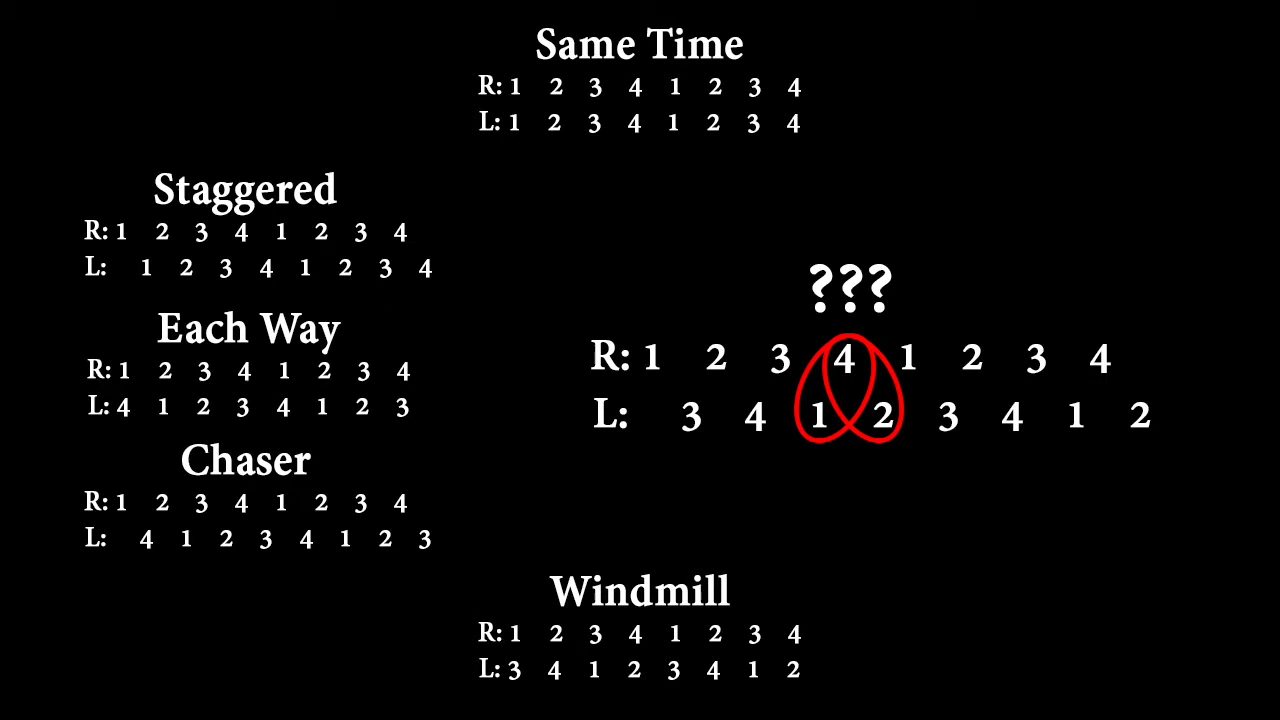 Same Time
R: 1 2 3 4 1 2 3 4
L: 1 2 3 4 1 2 3 4
Staggered
R: 1 2 3 4 1 2 3 4
L: 1 2 3 4 1 2 3 4
Each Way
R: 1 2 3 4 1 2 3 4
L: 4 1 2 3 4 1 2 3
Chaser
R: 1 2 3 4 1 2 3 4
L: 4 1 2 3 4 1 2 3
???
R: 1 2 3 4 1 2 3 4
L: 3 4 1 2 3 4 1 2
Windmill
R: 1 2 3 4 1 2 3 4
L: 3 4 1 2 3 4 1 2